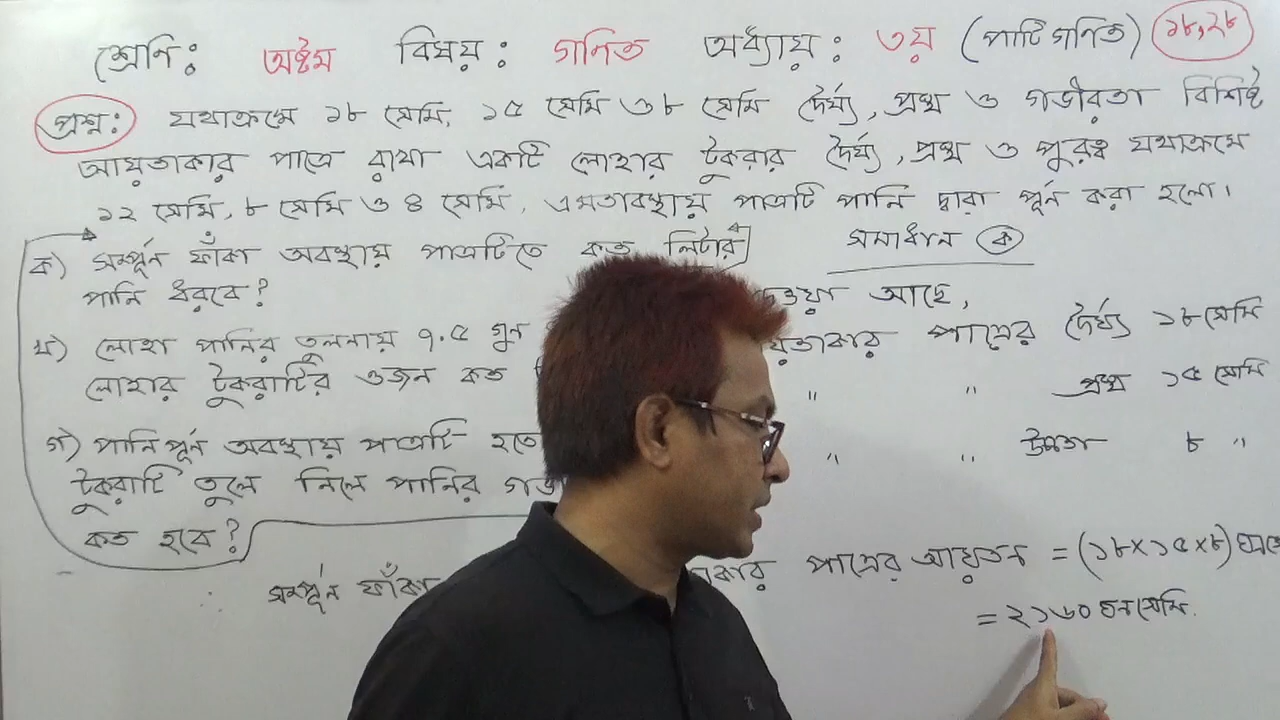 শ্রেণি: অষ্টম বিষয়: গণিত অধ্যায়: ৩য় (পাটিগণিত) ১৮,২৮
প্রশ্ন: যথাক্রমে ১৮ সেমি, ১৫ সেমি ও ৮ সেমি দৈর্ঘ্য, প্রস্থ ও গভীরতা বিশিষ্ট
আয়তাকার পাত্রে রাখা একটি লোহার টুকরার দৈর্ঘ্য, প্রস্থ ও পুরুত্ব যথাক্রমে
১২ সেমি, ৮ সেমি ও ৪ সেমি, এমতাবস্থায় পাত্রটি পানি দ্বারা পূর্ন করা হলো।
ক) সম্পূর্ন ফাঁকা অবস্থায় পাত্রটিতে কত লিটার
পানি ধরবে?
খ) লোহা পানির তুলনায় ৭.৫ গুন
লোহার টুকরাটির ওজন কত
গ) পানিপূর্ন অবস্থায় পাত্রটি হতে
টুকরাটি তুলে নিলে পানির
কত হবে?
সমাধান ক
আছে,
পাত্রের দৈর্ঘ্য ১৮ সেমি
" " প্রস্থ ১৫ সেমি
" " উচ্চতা ৮ "
∴ সম্পূর্ন ফাঁকা পাত্রের আয়তন = (১৮×১৫×৮)
= ২১৬০ ঘন সেমি.